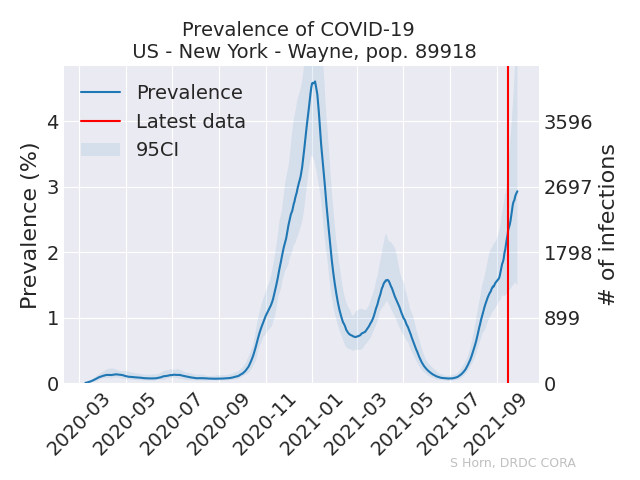 Prevalence of COVID-19
US - New York - Wayne, pop. 89918
Prevalence
Latest data
95CI
Prevalence (%)
4
3
2
1
0
3596
2697
1798
899
0
# of infections
2020-03
2020-05
2020-07
2020-09
2020-11
2021-01
2021-03
2021-05
2021-07
2021-09
S Horn, DRDC CORA